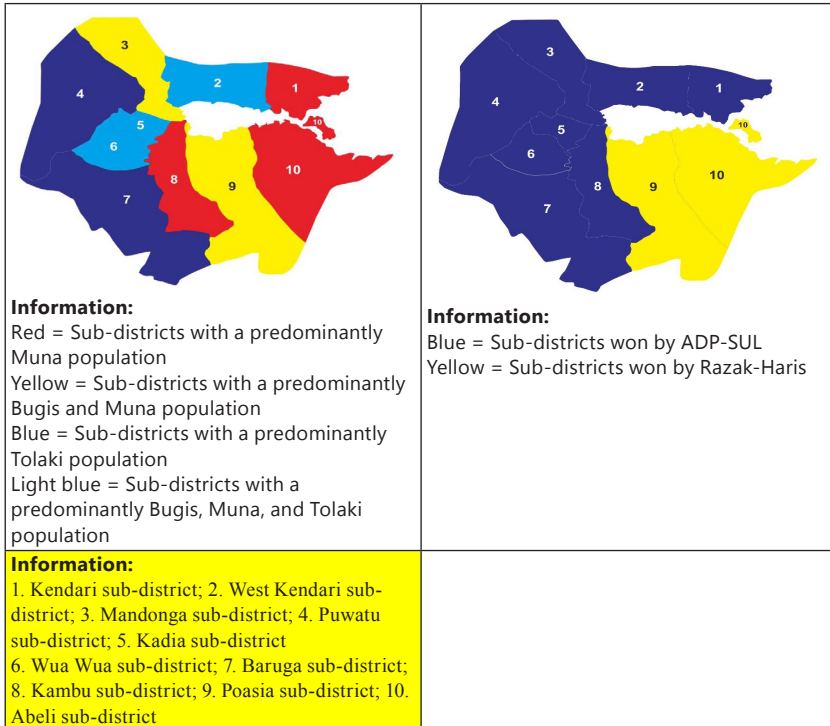 3
2
1
4
10
5
6
10
8
9
7
Information:
Red = Sub-districts with a predominantly
Muna population
Yellow = Sub-districts with a predominantly
Bugis and Muna population
Blue = Sub-districts with a predominantly
Tolaki population
Light blue = Sub-districts with a
predominantly Bugis, Muna, and Tolaki
population
3
2
1
4
10
5
6
10
8
9
7
Information:
Blue = Sub-districts won by ADP-SUL
Yellow = Sub-districts won by Razak-Haris
Information:
1. Kendari sub-district; 2. West Kendari sub-
district; 3. Mandonga sub-district; 4. Puwatu
sub-district; 5. Kadia sub-district
6. Wua Wua sub-district; 7. Baruga sub-district;
8. Kambu sub-district; 9. Poasia sub-district; 10.
Abeli sub-district